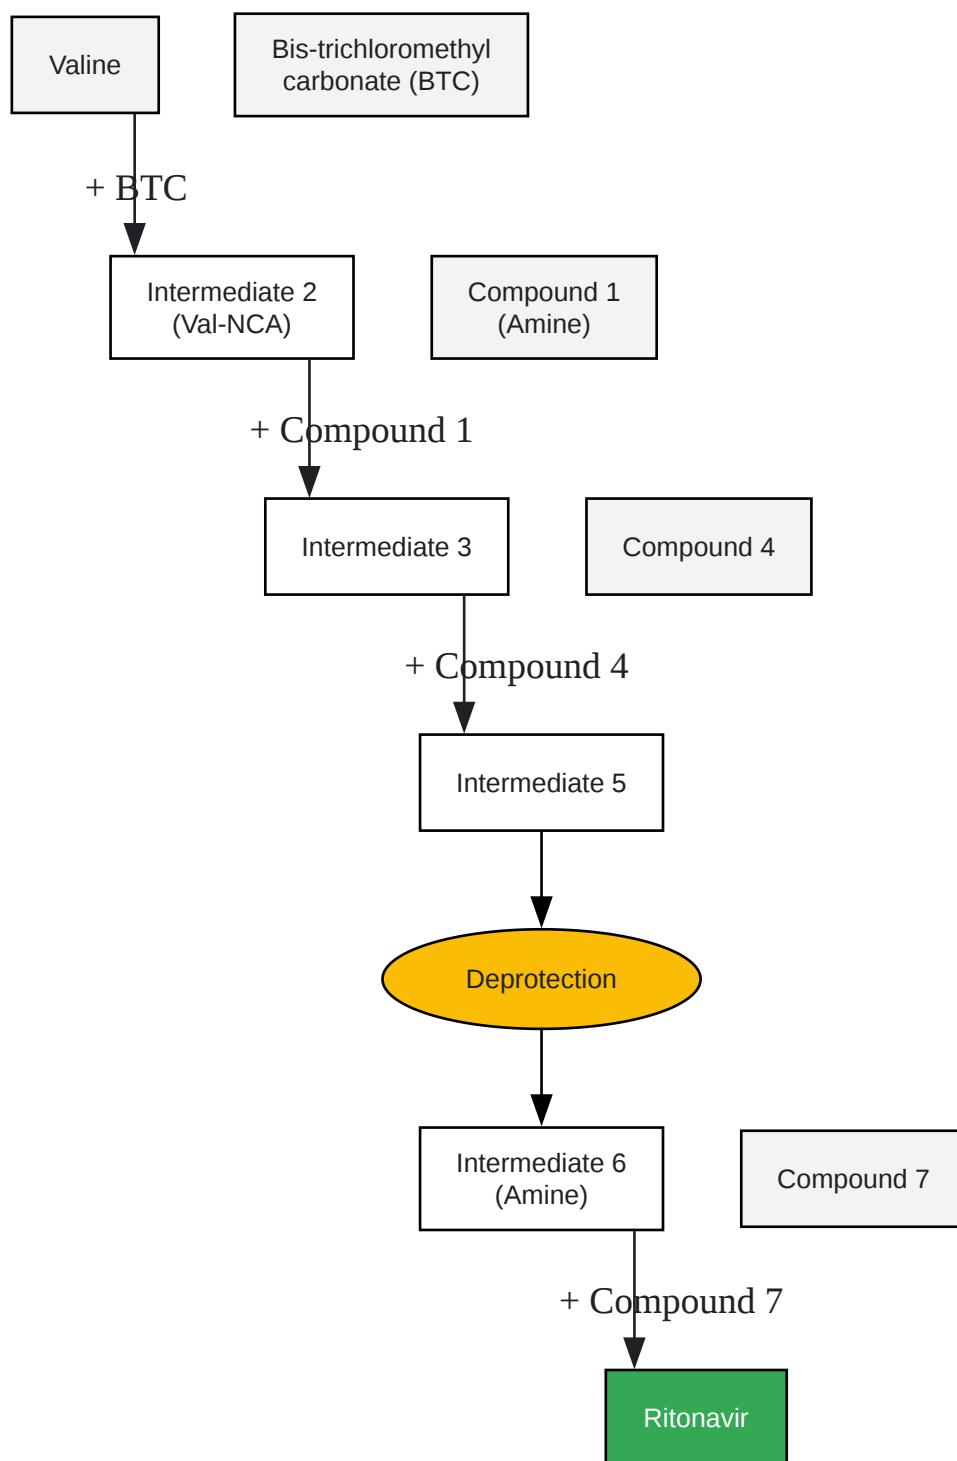 Valine
Bis-trichloromethyl
carbonate (BTC)
+ BTC
Intermediate 2
(Val-NCA)
Compound 1
(Amine)
+ Compound 1
Intermediate 3
Compound 4
+ Compound 4
Intermediate 5
Deprotection
Intermediate 6
(Amine)
Compound 7
+ Compound 7
Ritonavir